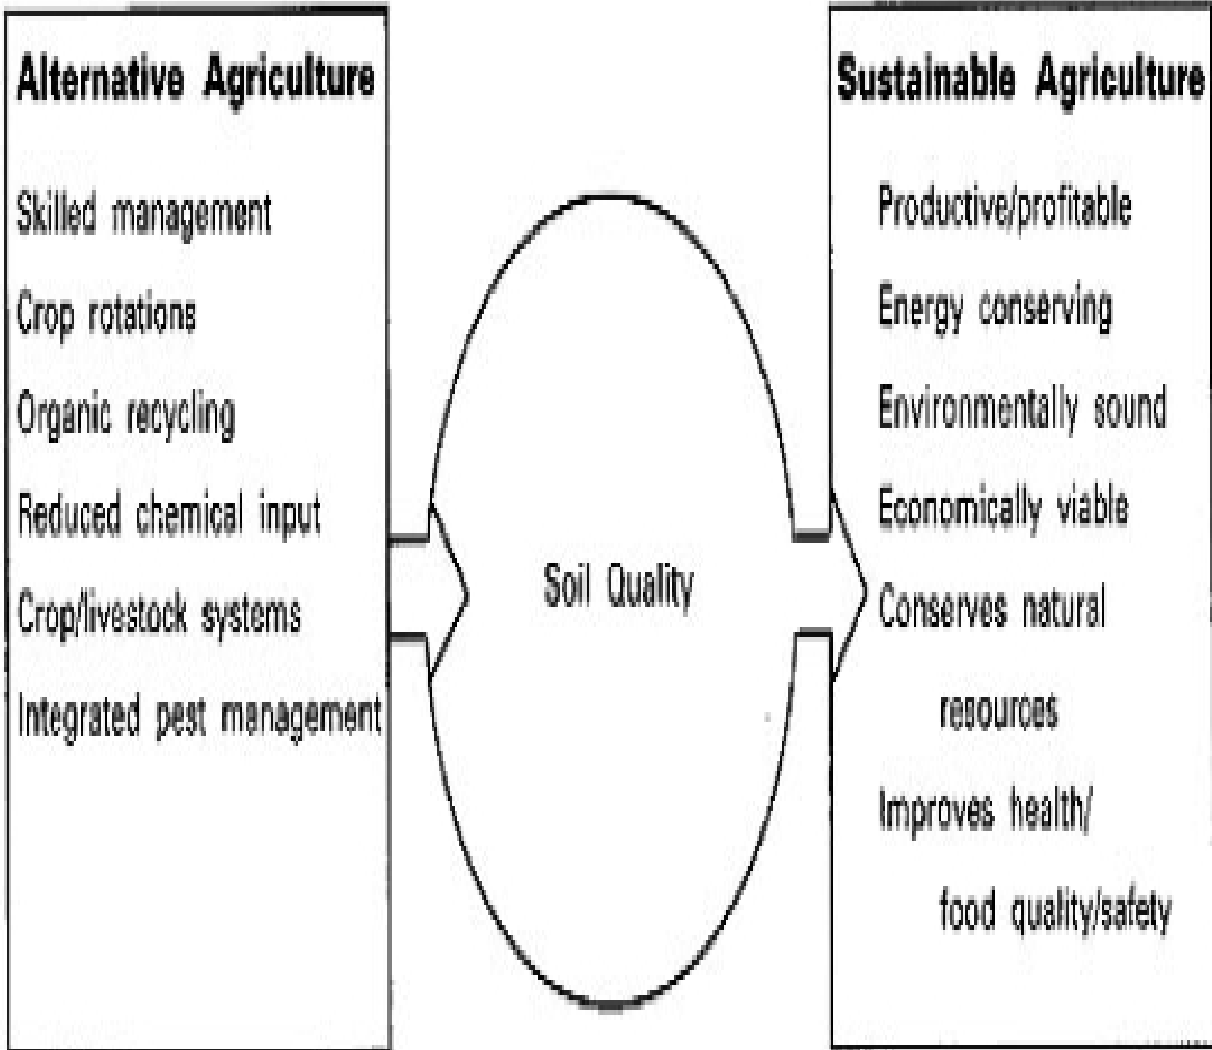 Alternative Agriculture
Skilled management
Crop rotations
Organic recycling
Reduced chemical input
Crop/livestock systems
Integrated pest management
Soil Quality
Sustainable Agriculture
Productive/profitable
Energy conserving
Environmentally sound
Economically viable
Conserves natural
resources
Improves health/
food quality/safety